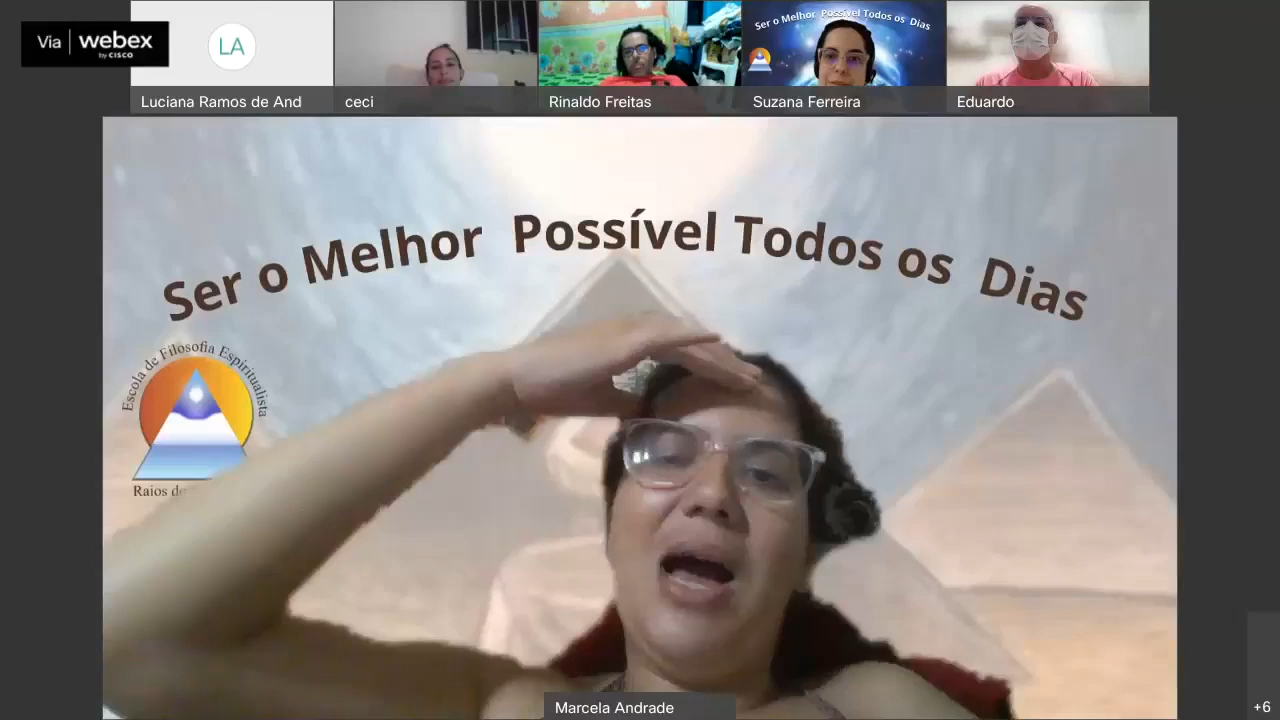 Via webex
by CISCO
LA
Luciana Ramos de And
ceci
Rinaldo Freitas
Ser o Melhor Possível Todos os Dias
Suzana Ferreira
Eduardo
Ser o Melhor Possível Todos os Dias
Escola de Filosofia Espiritualista
Raios de
Marcela Andrade
+6